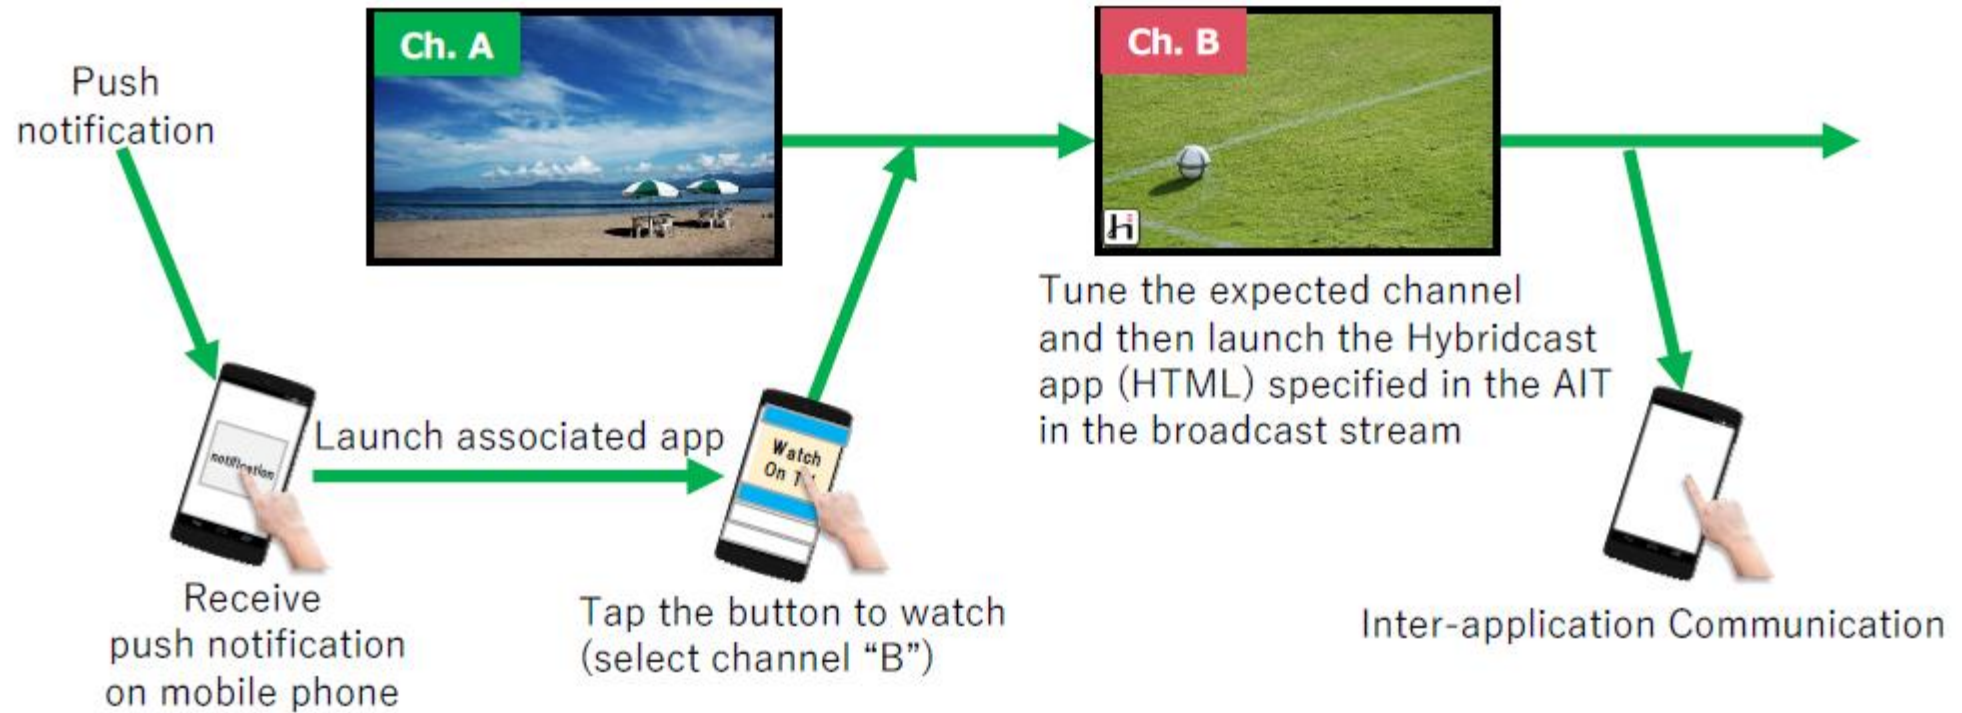 Push
notification
Ch. A
Ch. B
Tune the expected channel
and then launch the Hybridcast
app (HTML) specified in the AIT
in the broadcast stream
Launch associated app
notification
Watch
On
Receive
push notification
on mobile phone
Tap the button to watch
(select channel “B”)
Inter-application Communication